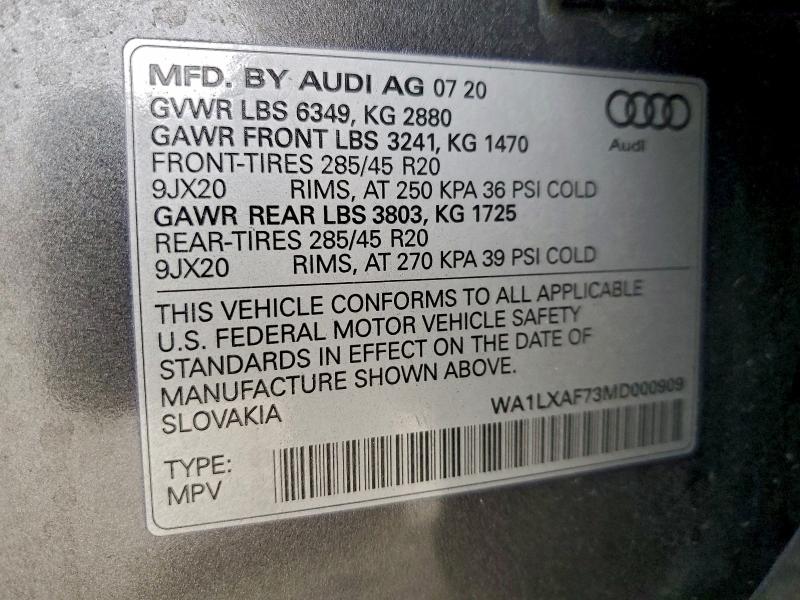 MFD. BY AUDI AG 07 20
GVWR LBS 6349, KG 2880
GAWR FRONT LBS 3241, KG 1470
FRONT-TIRES 285/45 R20
9JX20 RIMS, AT 250 KPA 36 PSI COLD
GAWR REAR LBS 3803, KG 1725
REAR-TIRES 285/45 R20
9JX20 RIMS, AT 270 KPA 39 PSI COLD
Audi
THIS VEHICLE CONFORMS TO ALL APPLICABLE
U.S. FEDERAL MOTOR VEHICLE SAFETY
STANDARDS IN EFFECT ON THE DATE OF
MANUFACTURE SHOWN ABOVE.
SLOVAKIA
WA1LXAF73MD000909
TYPE:
MPV